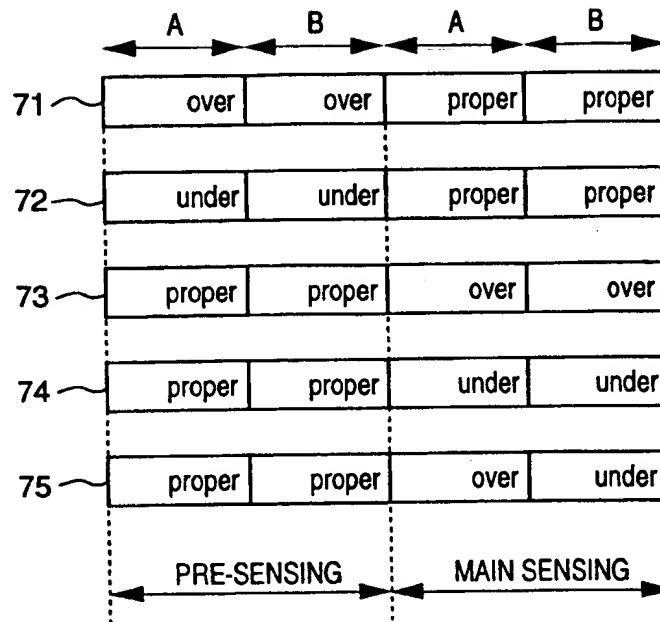 A B A B
71 over over proper proper
72 under under proper proper
73 proper proper over over
74 proper proper under under
75 proper proper over under
PRE-SENSING MAIN SENSING